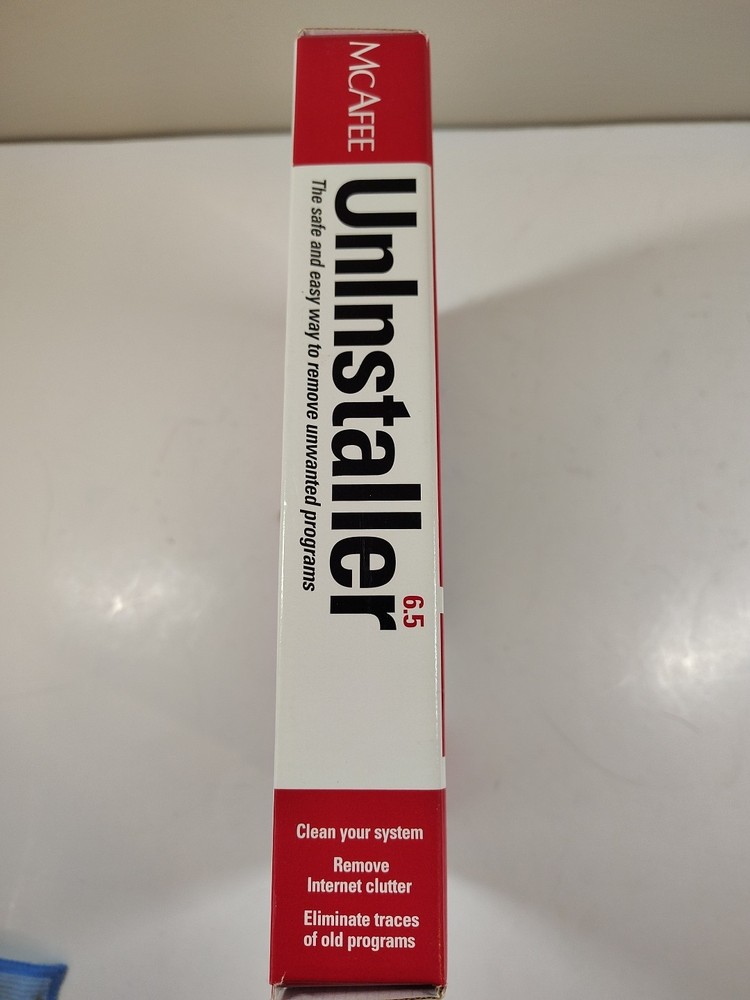 McAFEE
UnInstaller 6.5
The safe and easy way to remove unwanted programs
Clean your system
Remove
Internet clutter
Eliminate traces
of old programs